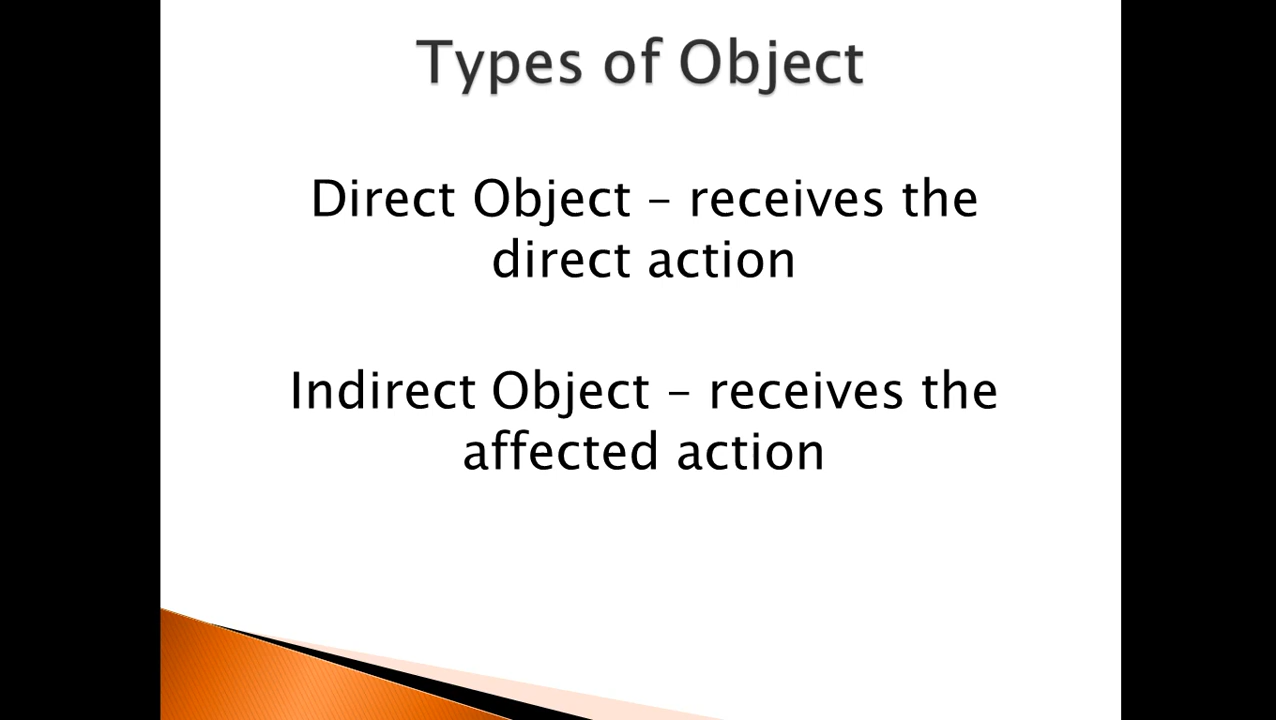 Types of Object
Direct Object – receives the
direct action
Indirect Object – receives the
affected action